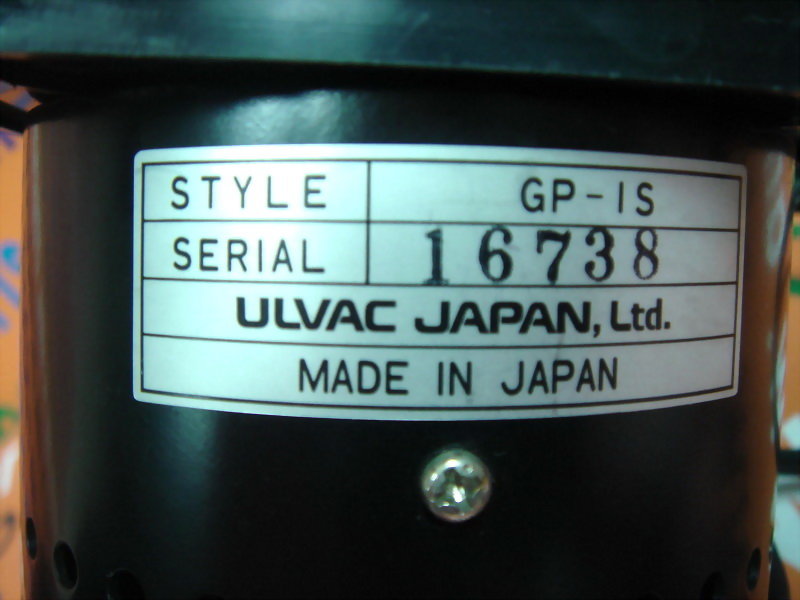 STYLE GP-1S
SERIAL 16738
ULVAC JAPAN, Ltd.
MADE IN JAPAN